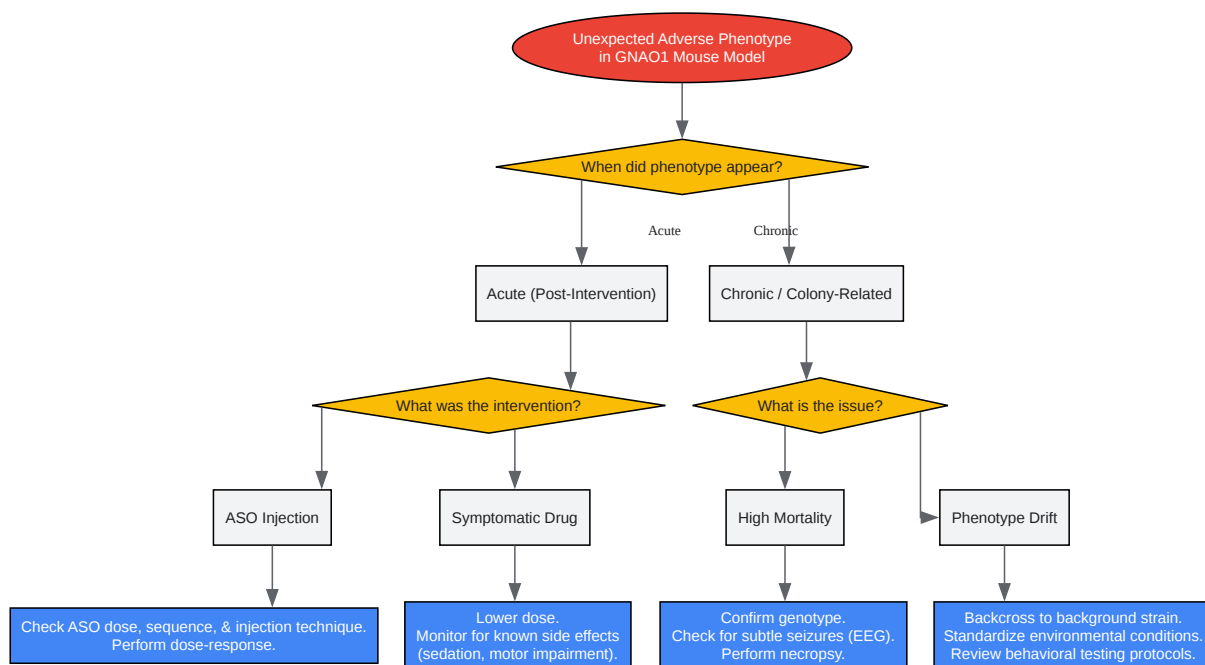 Unexpected Adverse Phenotype
in GNAO1 Mouse Model
When did phenotype appear?
Acute
Chronic
Acute (Post-Intervention)
Chronic / Colony-Related
What was the intervention?
What is the issue?
ASO Injection
Symptomatic Drug
High Mortality
Phenotype Drift
Check ASO dose, sequence, & injection technique.
Perform dose-response.
Lower dose.
Monitor for known side effects
(sedation, motor impairment).
Confirm genotype.
Check for subtle seizures (EEG).
Perform necropsy.
Backcross to background strain.
Standardize environmental conditions.
Review behavioral testing protocols.